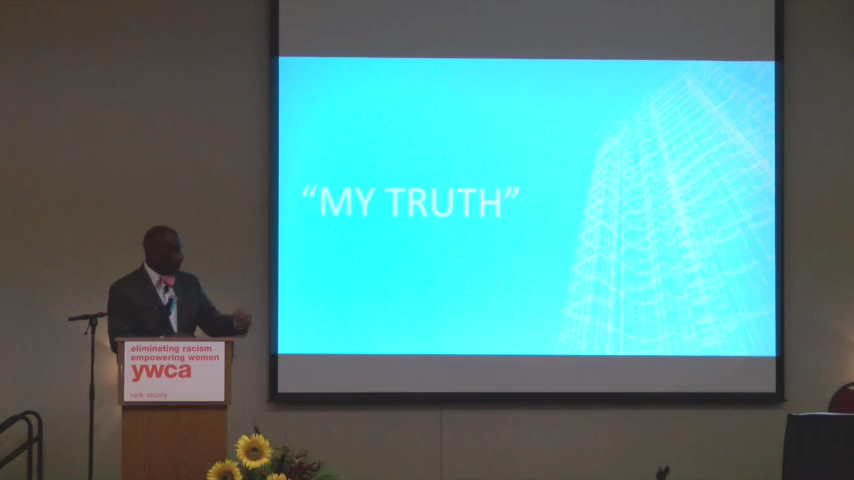 “MY TRUTH”
eliminating racism
empowering women
ywca
rock county